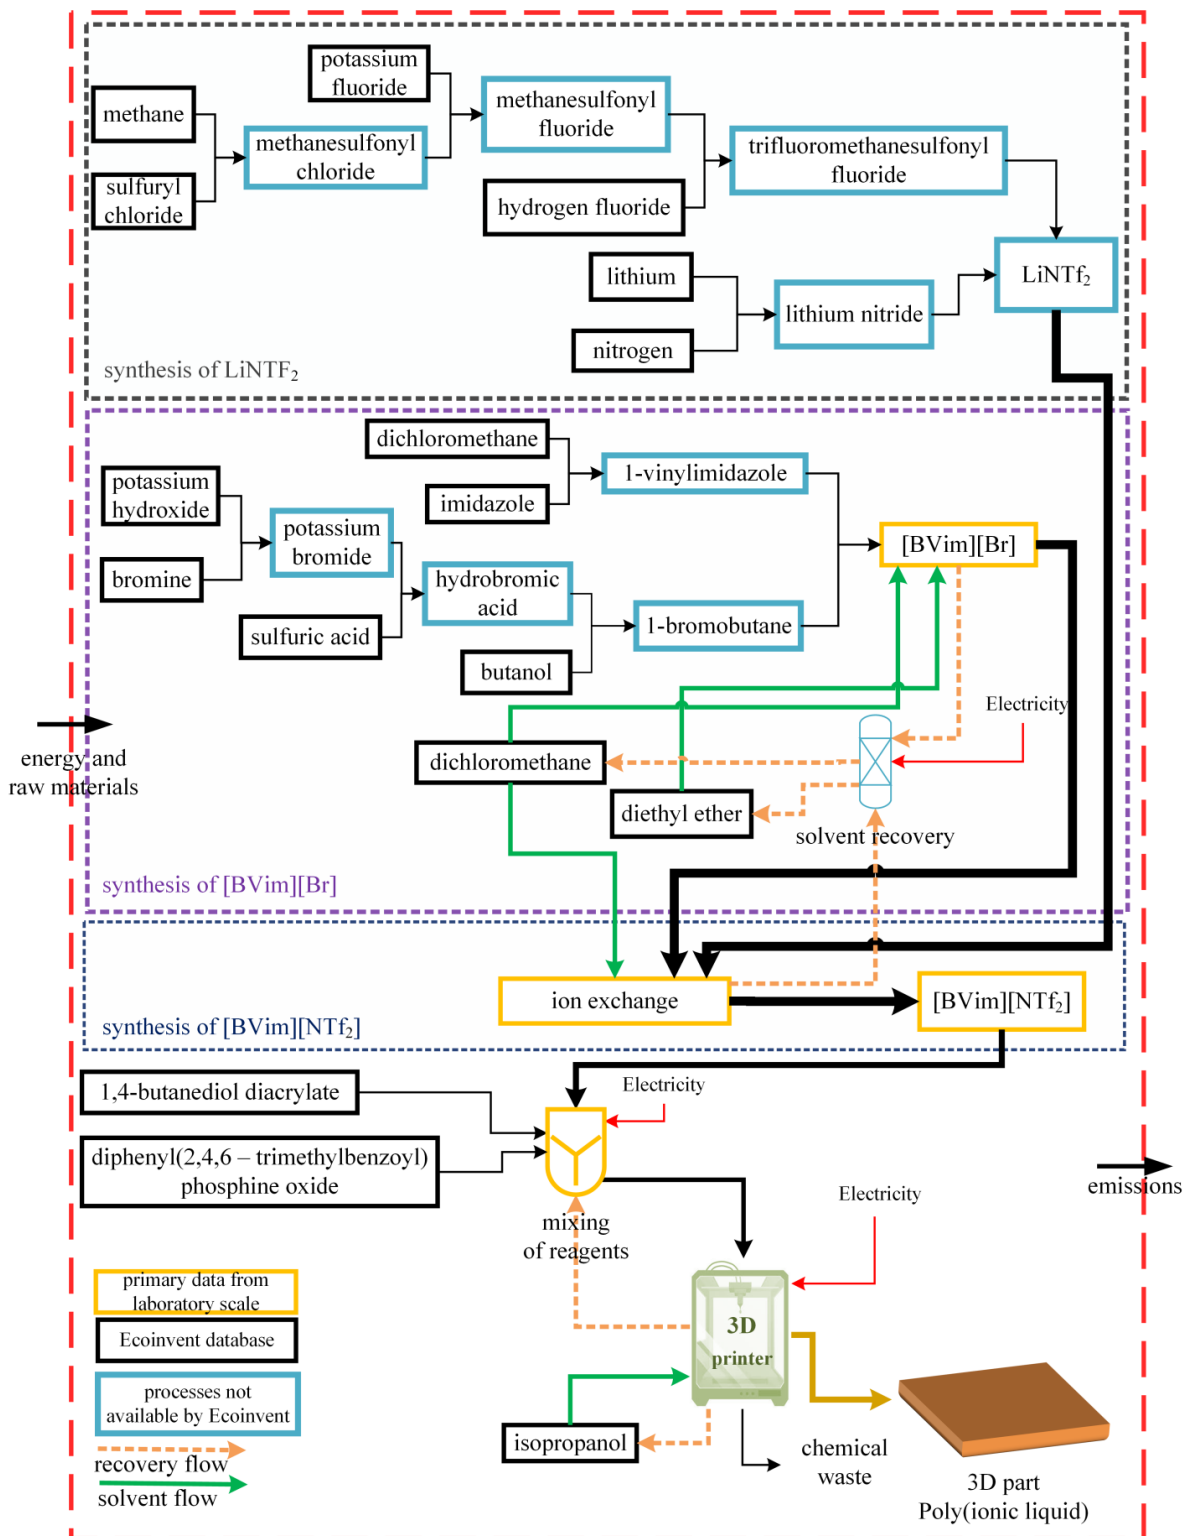 potassium
fluoride
methane
methanesulfonyl
fluoride
methanesulfonyl
chloride
trifluoromethanesulfonyl
fluoride
sulfuryl
chloride
hydrogen fluoride
lithium
LiNTf₂
lithium nitride
nitrogen
synthesis of LiNTF₂
dichloromethane
potassium
hydroxide
1-vinylimidazole
imidazole
potassium
bromide
[BVim][Br]
bromine
hydrobromic
acid
sulfuric acid
1-bromobutane
butanol
Electricity
energy and
raw materials
dichloromethane
diethyl ether
solvent recovery
synthesis of [BVim][Br]
ion exchange
[BVim][NTf₂]
synthesis of [BVim][NTf₂]
1,4-butanediol diacrylate
Electricity
diphenyl(2,4,6 – trimethylbenzoyl)
phosphine oxide
emissions
Electricity
mixing
of reagents
primary data from
laboratory scale
Ecoinvent database
3D
printer
processes not
available by Ecoinvent
isopropanol
recovery flow
solvent flow
chemical
waste
3D part
Poly(ionic liquid)